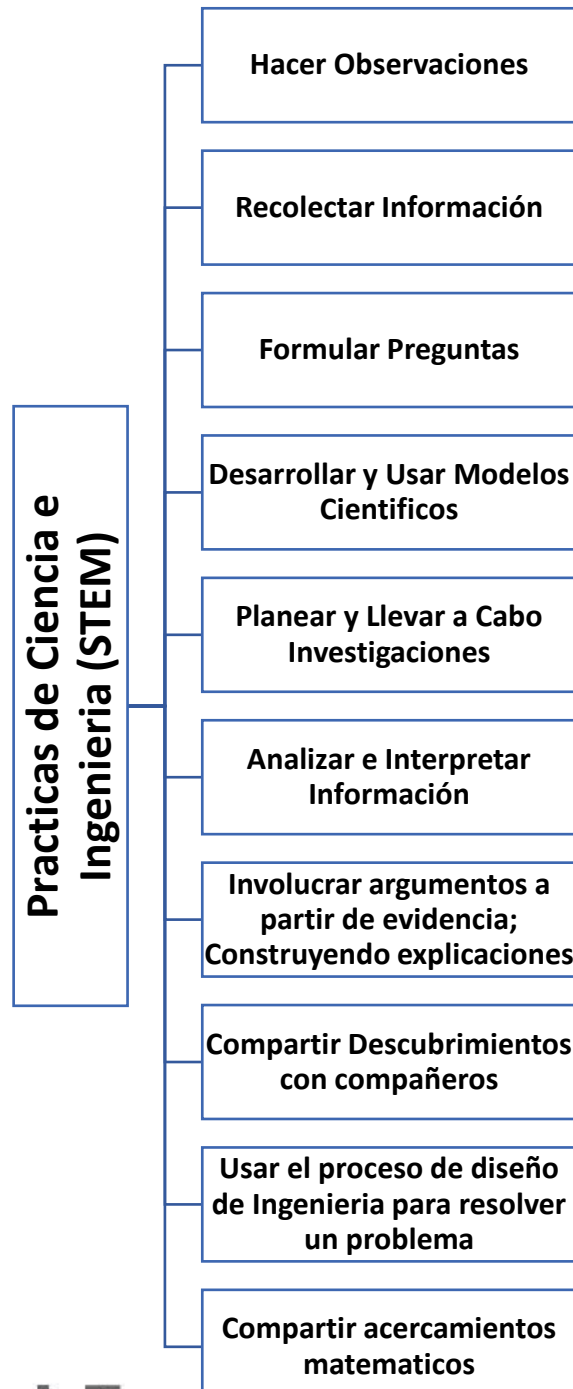 Practicas de Ciencia e
Ingenieria (STEM)
Hacer Observaciones
Recolectar Información
Formular Preguntas
Desarrollar y Usar Modelos
Cientificos
Planear y Llevar a Cabo
Investigaciones
Analizar e Interpretar
Información
Involucrar argumentos a
partir de evidencia;
Construyendo explicaciones
Compartir Descubrimientos
con compañeros
Usar el proceso de diseño
de Ingenieria para resolver
un problema
Compartir acercamientos
matematicos